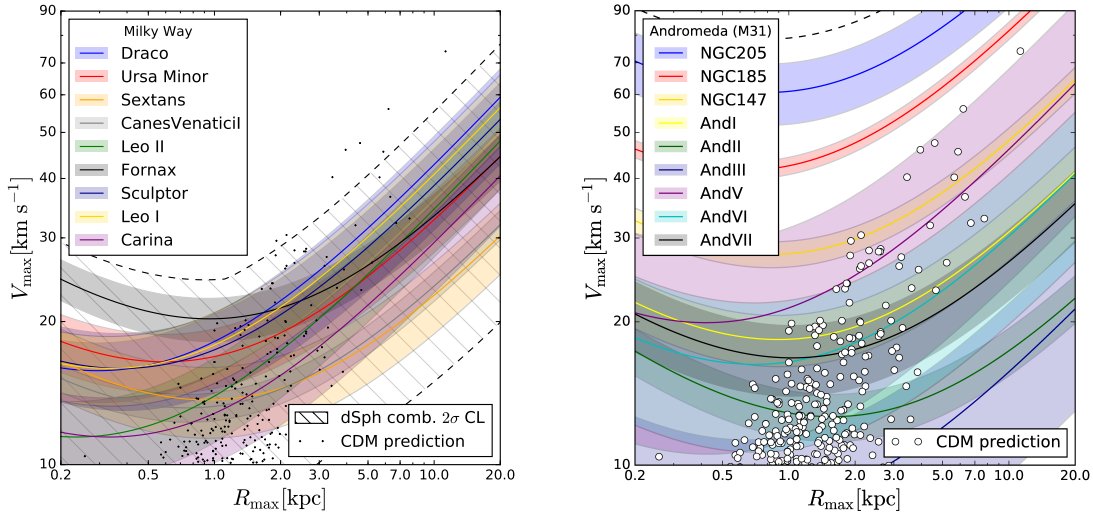 Milky Way
Draco
Ursa Minor
Sextans
CanesVenaticiI
Leo II
Fornax
Sculptor
Leo I
Carina
dSph comb. 2σ CL
CDM prediction
90
80
70
60
50
40
30
20
10
V_max [km s⁻¹]
0.2 0.5 1.0 2.0 3.0 5.0 10.0 20.0
R_max [kpc]
Andromeda (M31)
NGC205
NGC185
NGC147
AndI
AndII
AndIII
AndV
AndVI
AndVII
CDM prediction
90
80
70
60
50
40
30
20
10
V_max [km s⁻¹]
0.2 0.5 1.0 2.0 3.0 5.0 10.0 20.0
R_max [kpc]